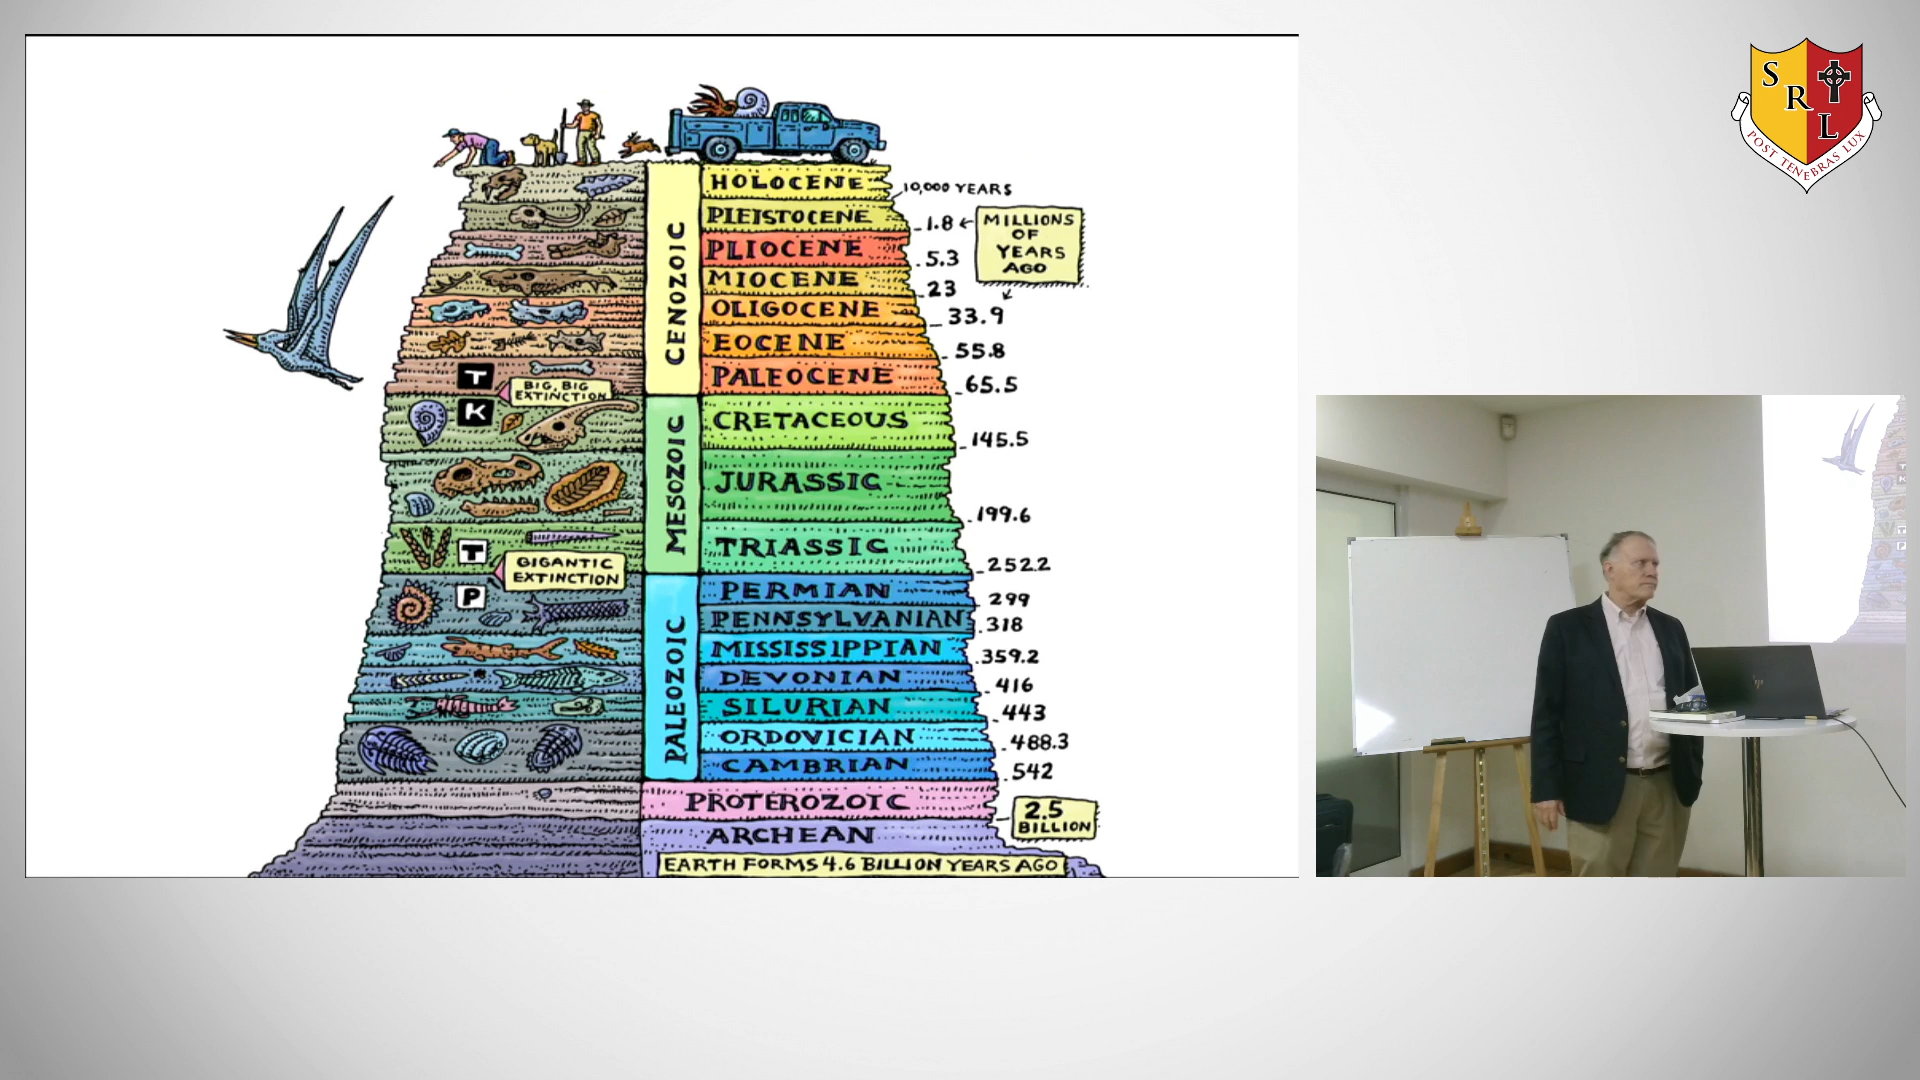 HOLOCENE
10,000 YEARS
PLEISTOCENE
1.8
MILLIONS
OF
YEARS
AGO
PLIOCENE
5.3
MIOCENE
23
OLIGOCENE
33.9
EOCENE
55.8
PALEOCENE
65.5
CENOZOIC
T
BIG, BIG
EXTINCTION
K
CRETACEOUS
145.5
JURASSIC
199.6
TRIASSIC
252.2
MESOZOIC
T
GIGANTIC
EXTINCTION
P
PERMIAN
299
PENNSYLVANIAN
318
MISSISSIPPIAN
359.2
DEVONIAN
416
SILURIAN
443
ORDOVICIAN
488.3
CAMBRIAN
542
PALEOZOIC
PROTEROZOIC
2.5
BILLION
ARCHEAN
EARTH FORMS 4.6 BILLION YEARS AGO
S
R
L
POST TENEBRAS LUX
hp